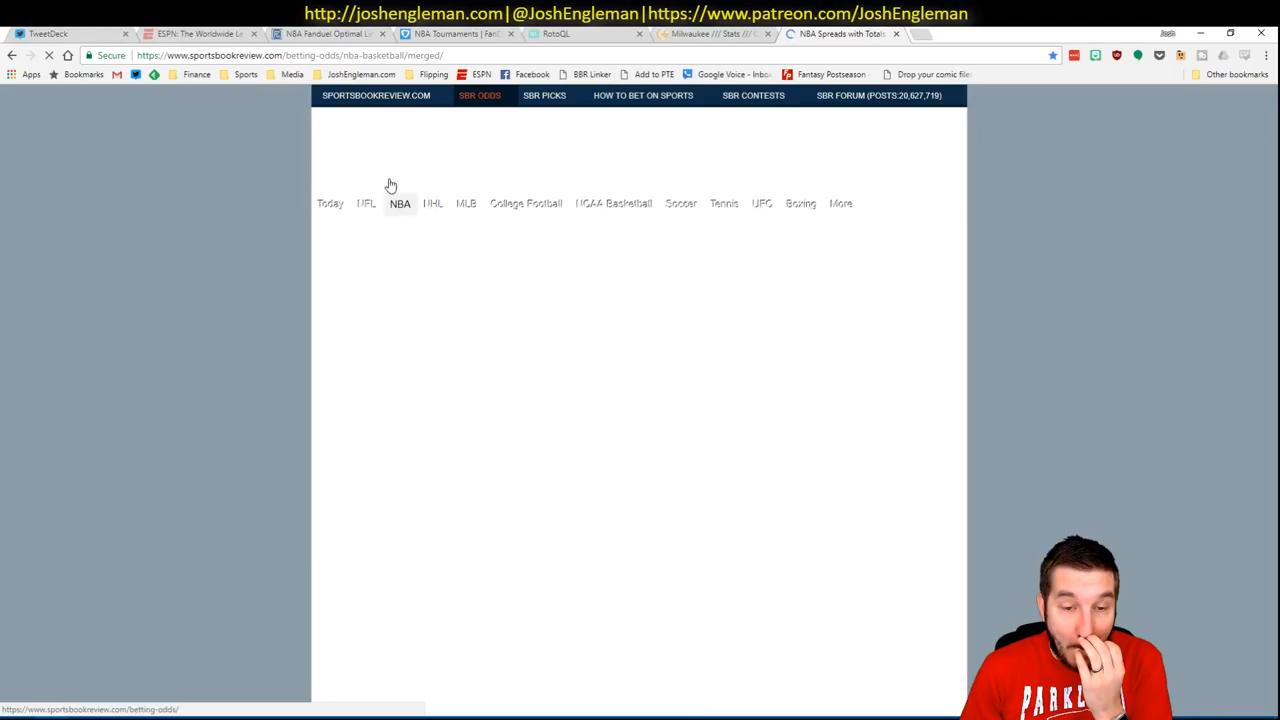 http://joshengleman.com|@JoshEngleman|https://www.patreon.com/JoshEngleman
TweetDeck ESPN: The Worldwide Le NBA Fanduel Optimal Li NBA Tournaments | FanD RotoQL Milwaukee /// Stats /// C NBA Spreads with Totals Josh
Secure https://www.sportsbookreview.com/betting-odds/nba-basketball/merged/
Apps Bookmarks Finance Sports Media JoshEngleman.com Flipping ESPN Facebook BBR Linker Add to PTE Google Voice - Inbo Fantasy Postseason - Drop your comic files Other bookmarks
SPORTSBOOKREVIEW.COM SBR ODDS SBR PICKS HOW TO BET ON SPORTS SBR CONTESTS SBR FORUM (POSTS:20,627,719)
Today NFL NBA NHL MLB College Football NCAA Basketball Soccer Tennis UFC Boxing More
https://www.sportsbookreview.com/betting-odds/